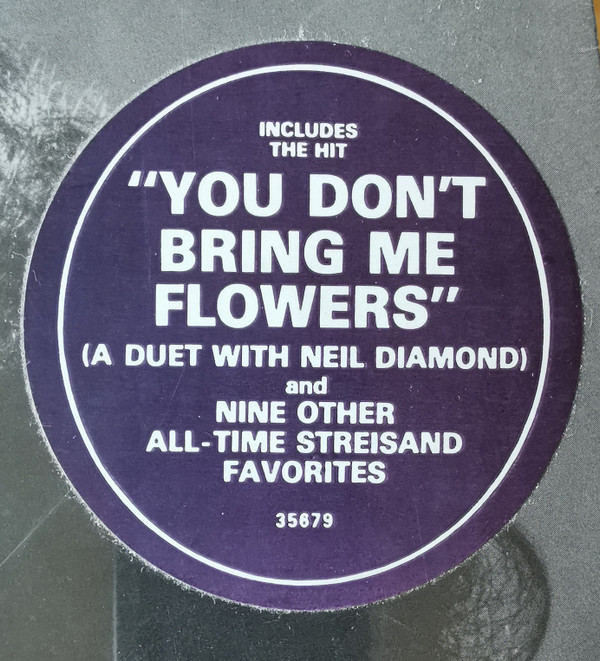 INCLUDES
THE HIT
"YOU DON'T
BRING ME
FLOWERS"
(A DUET WITH NEIL DIAMOND)
and
NINE OTHER
ALL-TIME STREISAND
FAVORITES
35679